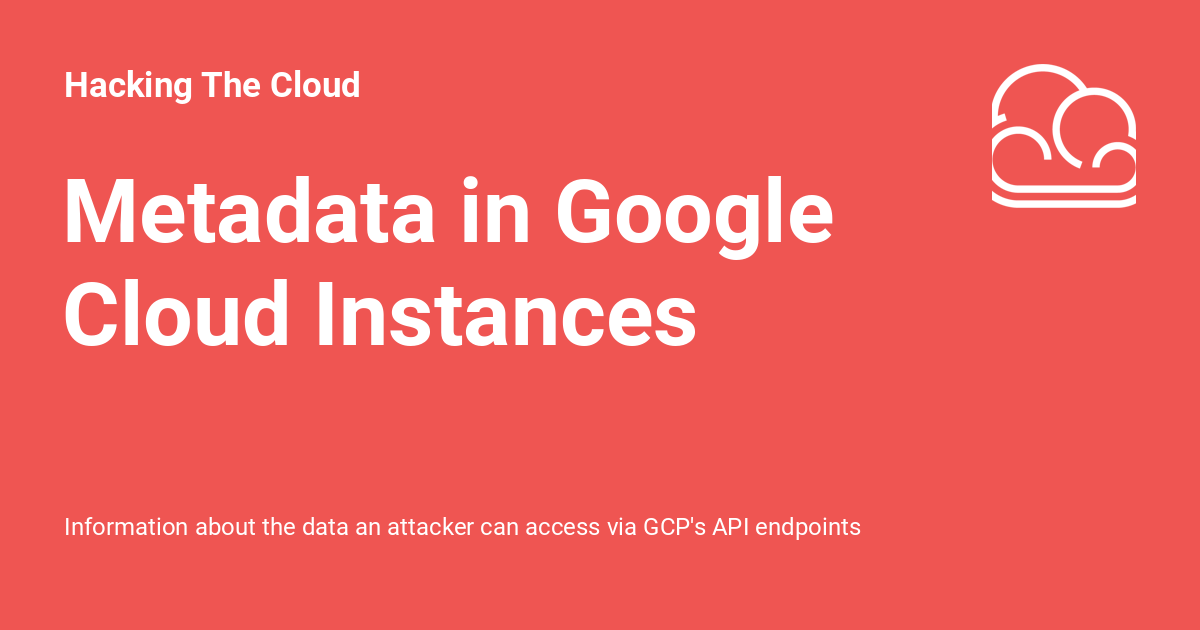 Hacking The Cloud
Metadata in Google
Cloud Instances
Information about the data an attacker can access via GCP's API endpoints